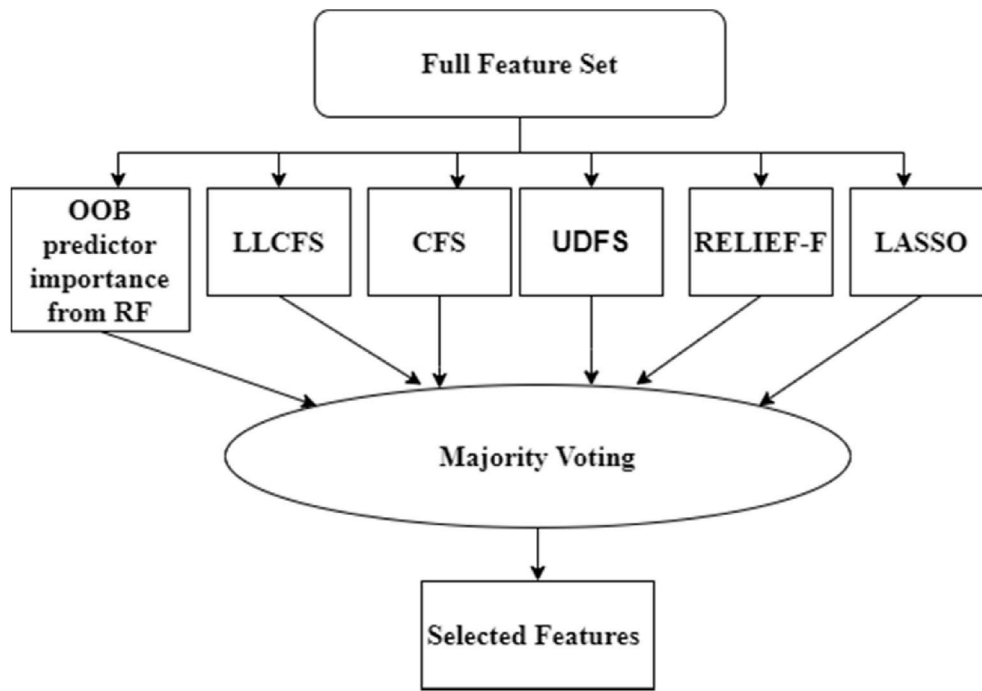 Full Feature Set
OOB
predictor
importance
from RF
LLCFS
CFS
UDFS
RELIEF-F
LASSO
Majority Voting
Selected Features